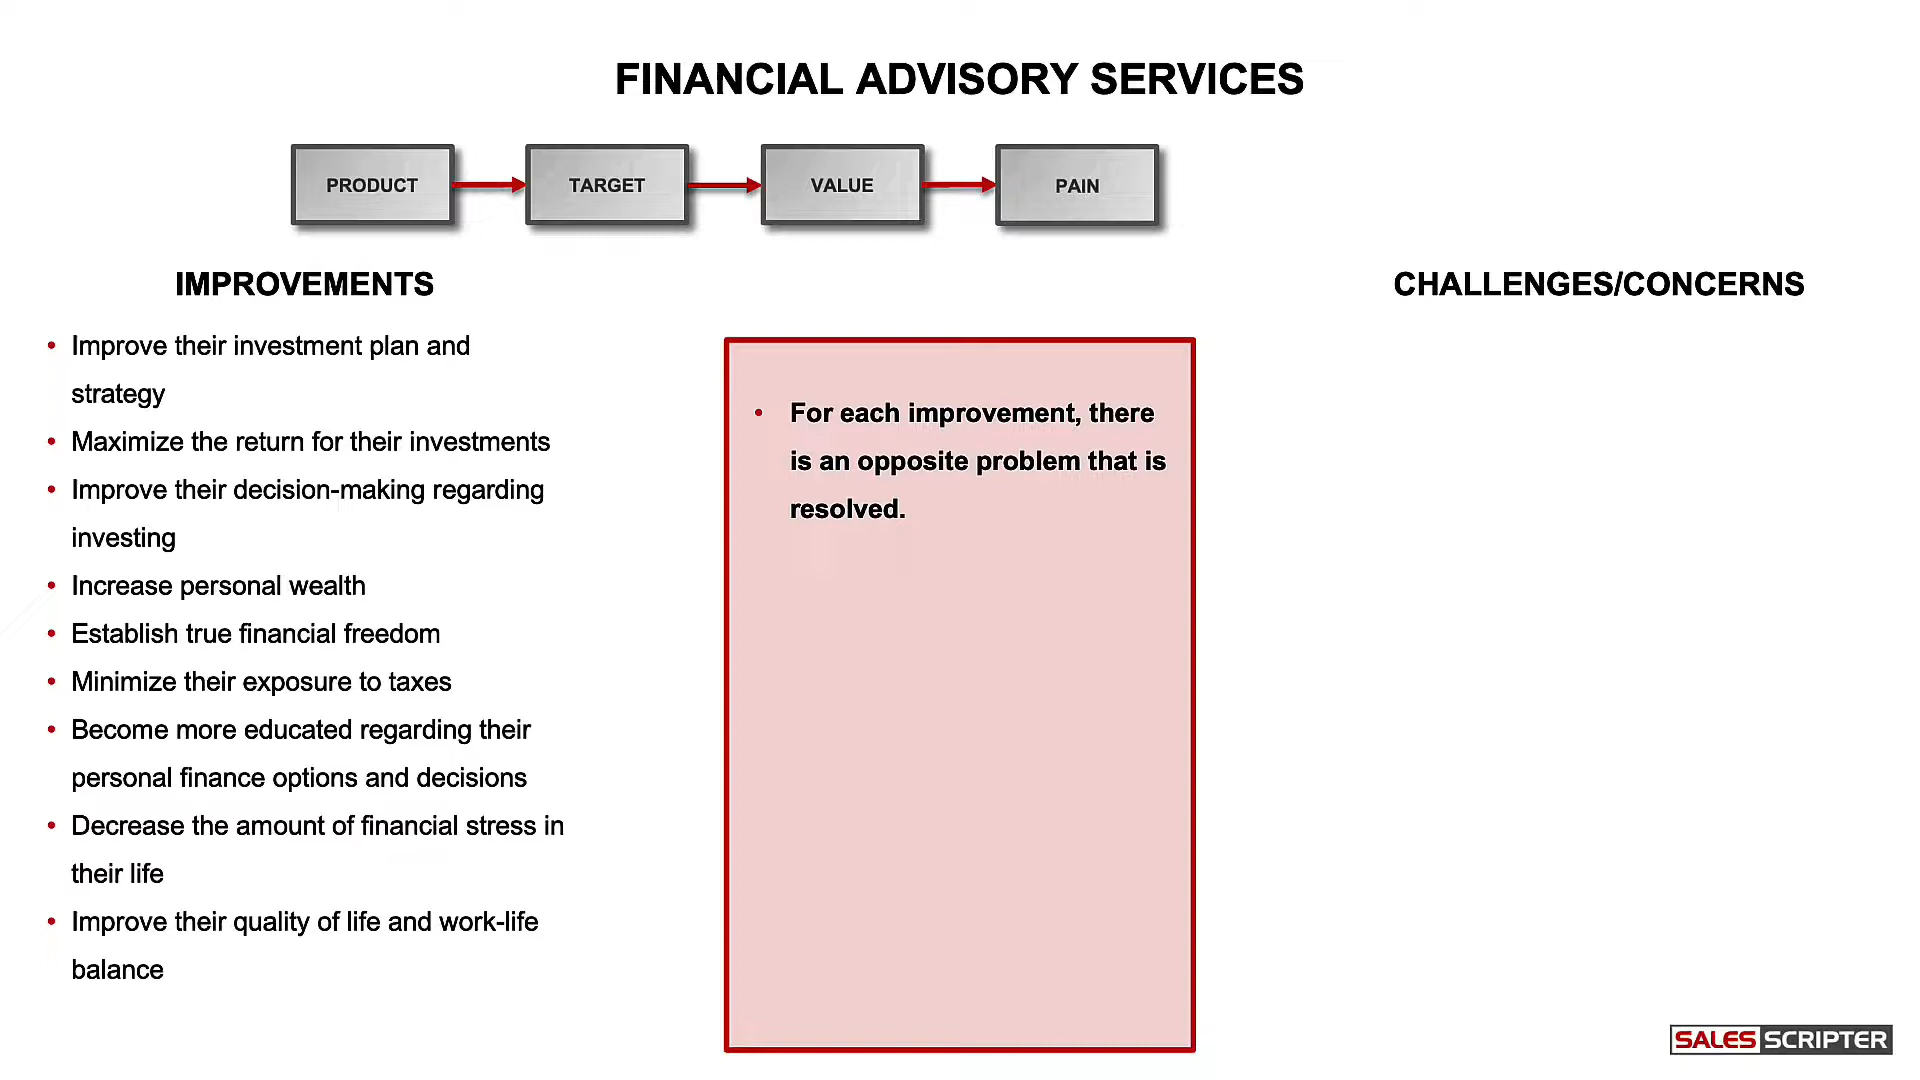 FINANCIAL ADVISORY SERVICES
PRODUCT
TARGET
VALUE
PAIN
IMPROVEMENTS
• Improve their investment plan and
strategy
• Maximize the return for their investments
• Improve their decision-making regarding
investing
• Increase personal wealth
• Establish true financial freedom
• Minimize their exposure to taxes
• Become more educated regarding their
personal finance options and decisions
• Decrease the amount of financial stress in
their life
• Improve their quality of life and work-life
balance
• For each improvement, there
is an opposite problem that is
resolved.
CHALLENGES/CONCERNS
SALES SCRIPTER